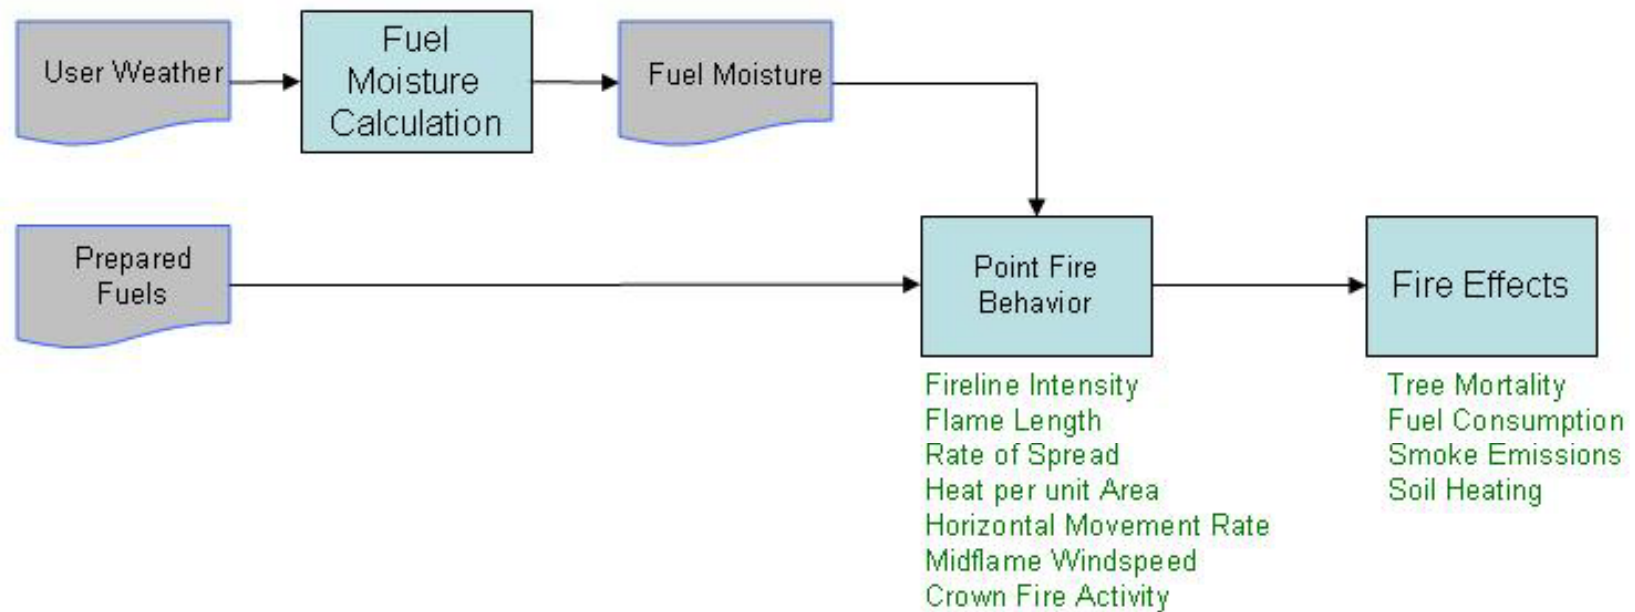 User Weather
Fuel
Moisture
Calculation
Fuel Moisture
Prepared
Fuels
Point Fire
Behavior
Fire Effects
Fireline Intensity
Flame Length
Rate of Spread
Heat per unit Area
Horizontal Movement Rate
Midflame Windspeed
Crown Fire Activity
Tree Mortality
Fuel Consumption
Smoke Emissions
Soil Heating